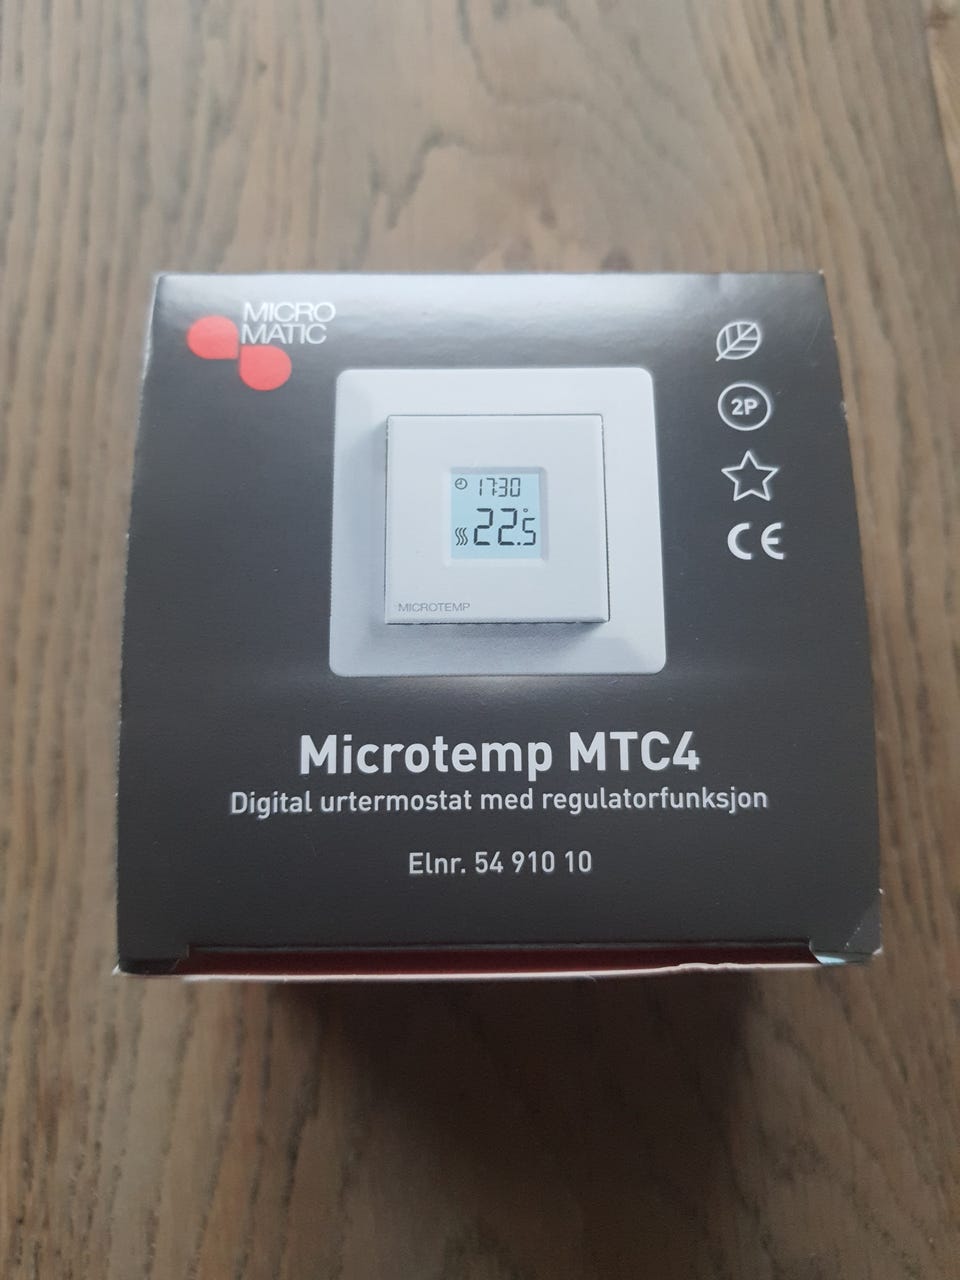 MICRO
MATIC
2P
CE
17:30
22.5°
MICROTEMP
Microtemp MTC4
Digital urtermostat med regulatorfunksjon
Elnr. 54 910 10